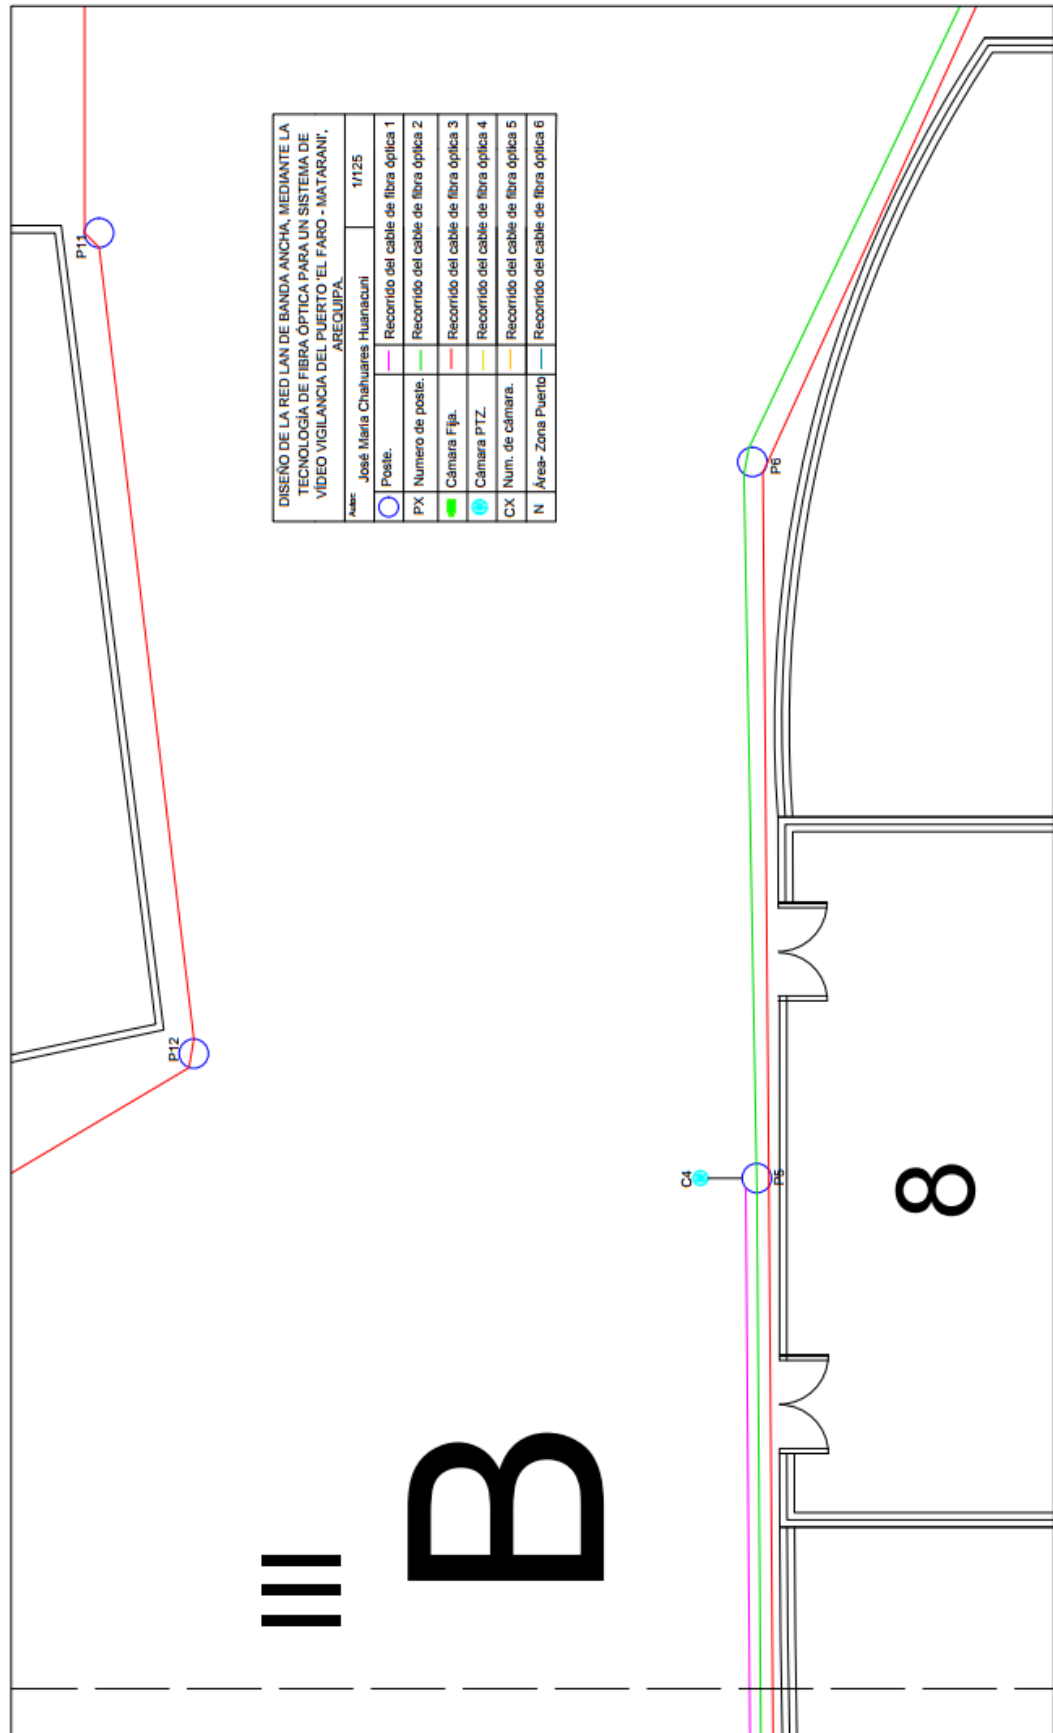 DISEÑO DE LA RED LAN DE BANDA ANCHA, MEDIANTE LA
TECNOLOGÍA DE FIBRA ÓPTICA PARA UN SISTEMA DE
VÍDEO VIGILANCIA DEL PUERTO 'EL FARO - MATARANI',
AREQUIPA.
Autor: José María Chahuares Huanacuni 1/125
Poste. Recorrido del cable de fibra óptica 1
PX Numero de poste. Recorrido del cable de fibra óptica 2
Cámara Fija. Recorrido del cable de fibra óptica 3
Cámara PTZ. Recorrido del cable de fibra óptica 4
CX Num. de cámara. Recorrido del cable de fibra óptica 5
N Área- Zona Puerto Recorrido del cable de fibra óptica 6
P11
P12
P6
C4
P5
III
B
8